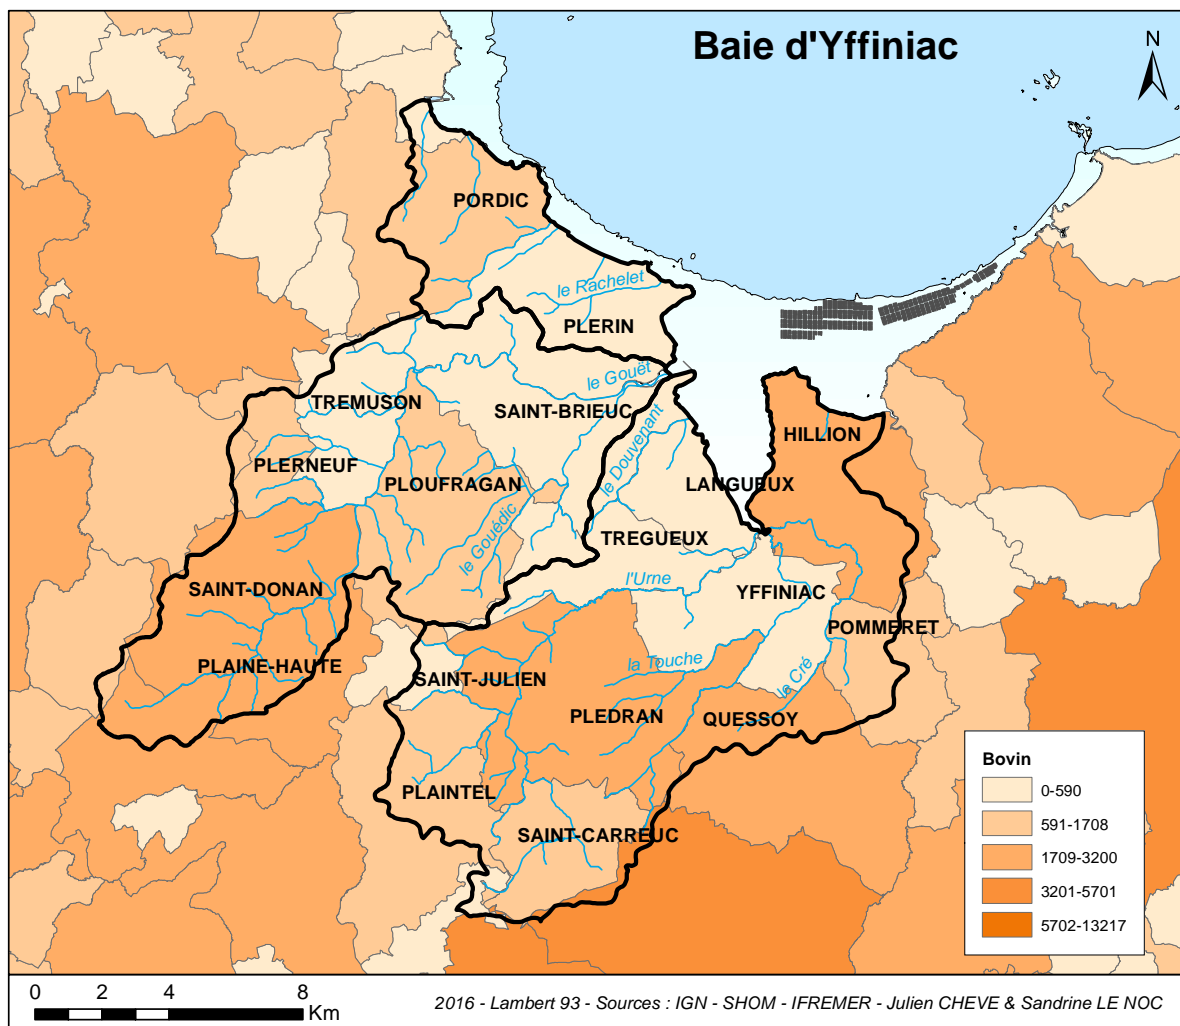 Baie d'Yffiniac
N
PORDIC
le Rachelet
PLERIN
le Gouët
TREMUSON
SAINT-BRIEUC
HILLION
le Douvenant
PLERNEUF
PLOUFRAGAN
LANGUEUX
le Gouédic
TREGUEUX
SAINT-DONAN
l'Urne
YFFINIAC
POMMERET
PLAINE-HAUTE
la Touche
SAINT-JULIEN
le Cré
PLEDRAN
QUESSOY
PLAINTEL
SAINT-CARREUC
Bovin
0-590
591-1708
1709-3200
3201-5701
5702-13217
0 2 4 8
Km
2016 - Lambert 93 - Sources : IGN - SHOM - IFREMER - Julien CHEVE & Sandrine LE NOC